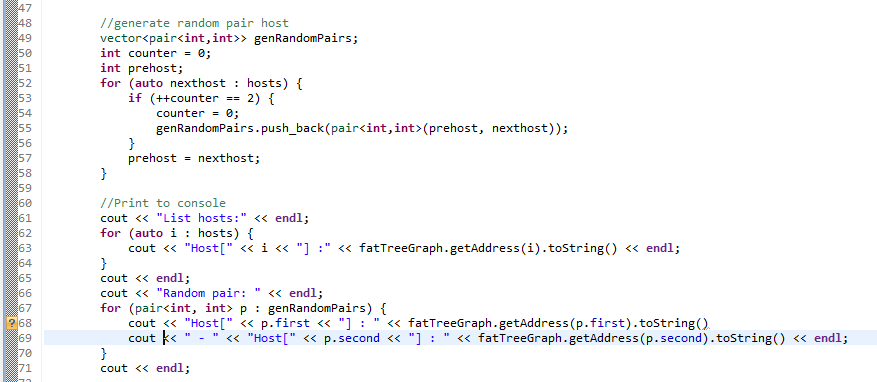 47
48 //generate random pair host
49 vector<pair<int,int>> genRandomPairs;
50 int counter = 0;
51 int prehost;
52 for (auto nexthost : hosts) {
53 if (++counter == 2) {
54 counter = 0;
55 genRandomPairs.push_back(pair<int,int>(prehost, nexthost));
56 }
57 prehost = nexthost;
58 }
59
60 //Print to console
61 cout << "List hosts:" << endl;
62 for (auto i : hosts) {
63 cout << "Host[" << i << "] :" << fatTreeGraph.getAddress(i).toString() << endl;
64 }
65 cout << endl;
66 cout << "Random pair: " << endl;
67 for (pair<int, int> p : genRandomPairs) {
?68 cout << "Host[" << p.first << "] : " << fatTreeGraph.getAddress(p.first).toString()
69 cout << " - " << "Host[" << p.second << "] : " << fatTreeGraph.getAddress(p.second).toString() << endl;
70 }
71 cout << endl;